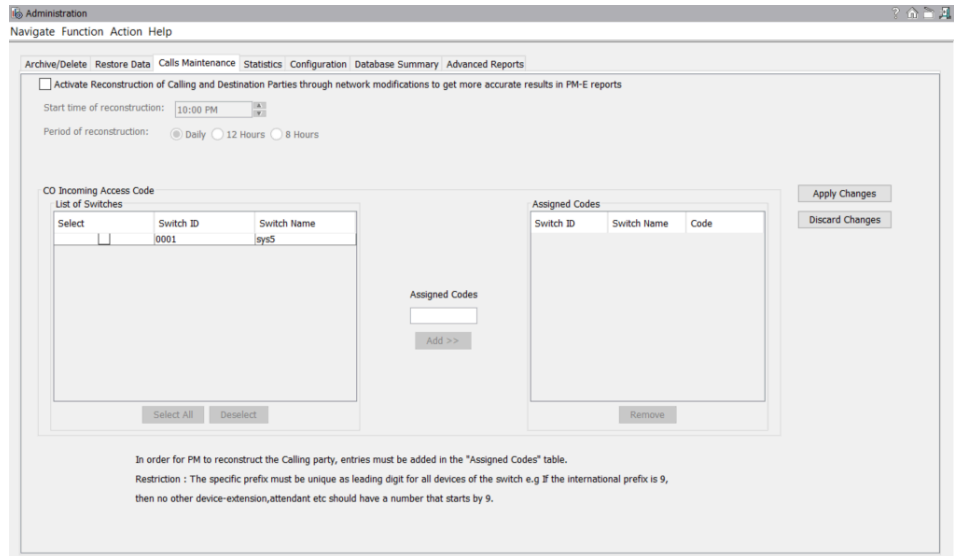 Administration
?
Navigate Function Action Help
Archive/Delete Restore Data Calls Maintenance Statistics Configuration Database Summary Advanced Reports
Activate Reconstruction of Calling and Destination Parties through network modifications to get more accurate results in PM-E reports
Start time of reconstruction: 10:00 PM
Period of reconstruction: Daily 12 Hours 8 Hours
CO Incoming Access Code
List of Switches
Select Switch ID Switch Name
0001 sys5
Select All Deselect
Assigned Codes
Add >>
Assigned Codes
Switch ID Switch Name Code
Remove
Apply Changes
Discard Changes
In order for PM to reconstruct the Calling party, entries must be added in the "Assigned Codes" table.
Restriction : The specific prefix must be unique as leading digit for all devices of the switch e.g If the international prefix is 9,
then no other device-extension,attendant etc should have a number that starts by 9.